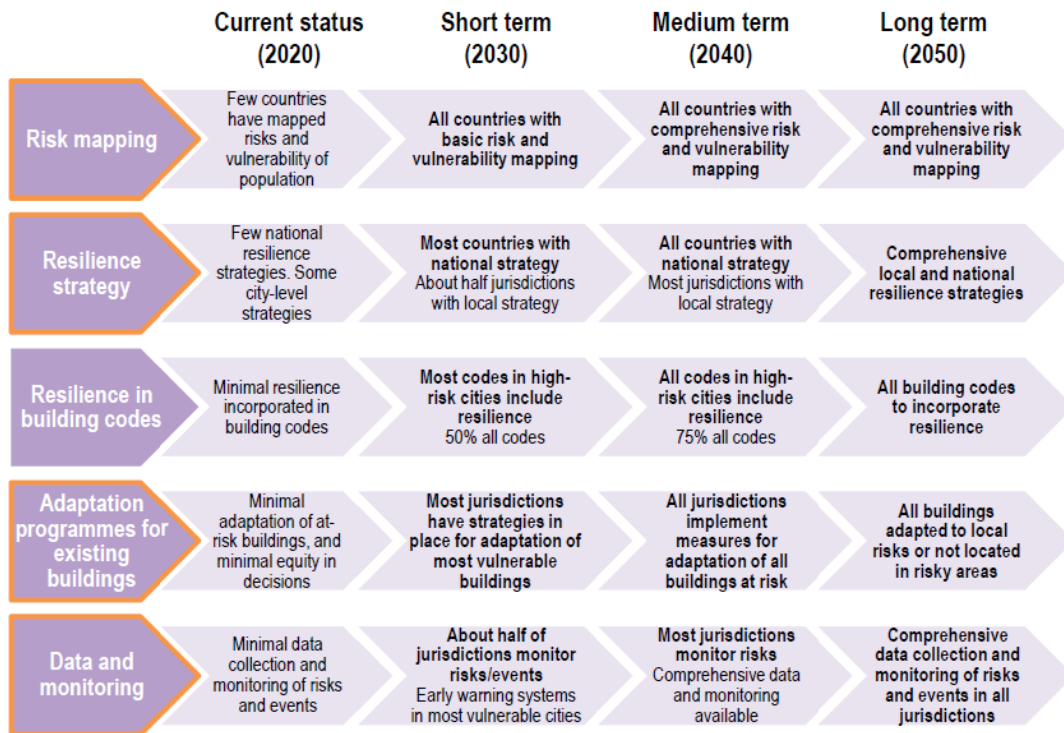 Current status
(2020)
Short term
(2030)
Medium term
(2040)
Long term
(2050)
Risk mapping
Few countries
have mapped
risks and
vulnerability of
population
All countries with
basic risk and
vulnerability mapping
All countries with
comprehensive risk
and vulnerability
mapping
All countries with
comprehensive risk
and vulnerability
mapping
Resilience
strategy
Few national
resilience
strategies. Some
city-level
strategies
Most countries with
national strategy
About half jurisdictions
with local strategy
All countries with
national strategy
Most jurisdictions with
local strategy
Comprehensive
local and national
resilience strategies
Resilience in
building codes
Minimal resilience
incorporated in
building codes
Most codes in high-
risk cities include
resilience
50% all codes
All codes in high-
risk cities include
resilience
75% all codes
All building codes
to incorporate
resilience
Adaptation
programmes for
existing
buildings
Minimal
adaptation of at-
risk buildings, and
minimal equity in
decisions
Most jurisdictions
have strategies in
place for adaptation of
most vulnerable
buildings
All jurisdictions
implement
measures for
adaptation of all
buildings at risk
All buildings
adapted to local
risks or not located
in risky areas
Data and
monitoring
Minimal data
collection and
monitoring of risks
and events
About half of
jurisdictions monitor
risks/events
Early warning systems
in most vulnerable cities
Most jurisdictions
monitor risks
Comprehensive data
and monitoring
available
Comprehensive
data collection and
monitoring of risks
and events in all
jurisdictions